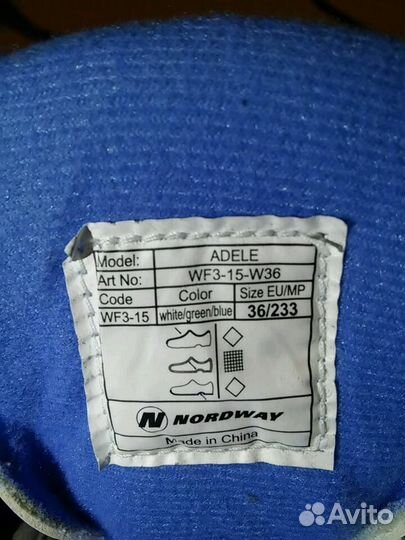 Model: ADELE
Art No: WF3-15-W36
Code Color Size EU/MP
WF3-15 white/green/blue 36/233
NORDWAY
Made in China
Avito